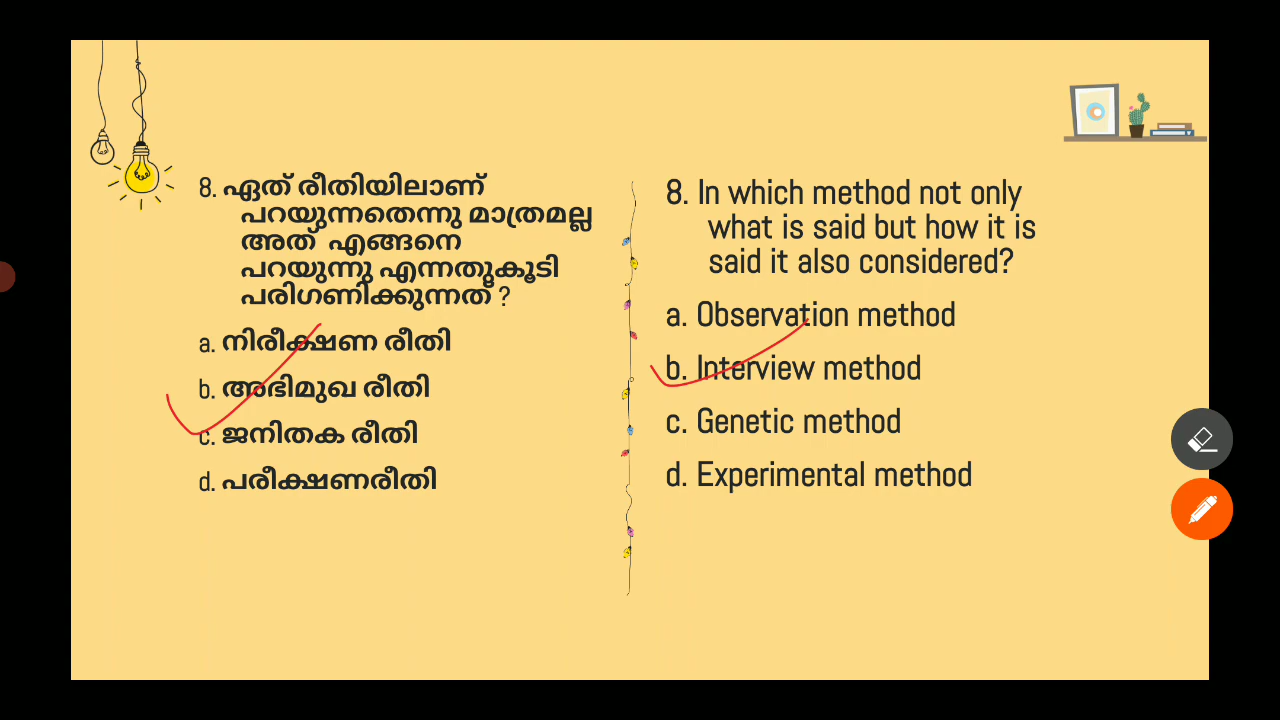 8. ഏത് രീതിയിലാണ്
പറയുന്നതെന്നു മാത്രമല്ല
അത് എങ്ങനെ
പറയുന്നു എന്നതുകൂടി
പരിഗണിക്കുന്നത് ?
a. നിരീക്ഷണ രീതി
b. അഭിമുഖ രീതി
c. ജനിതക രീതി
d. പരീക്ഷണരീതി
8. In which method not only
what is said but how it is
said it also considered?
a. Observation method
b. Interview method
c. Genetic method
d. Experimental method